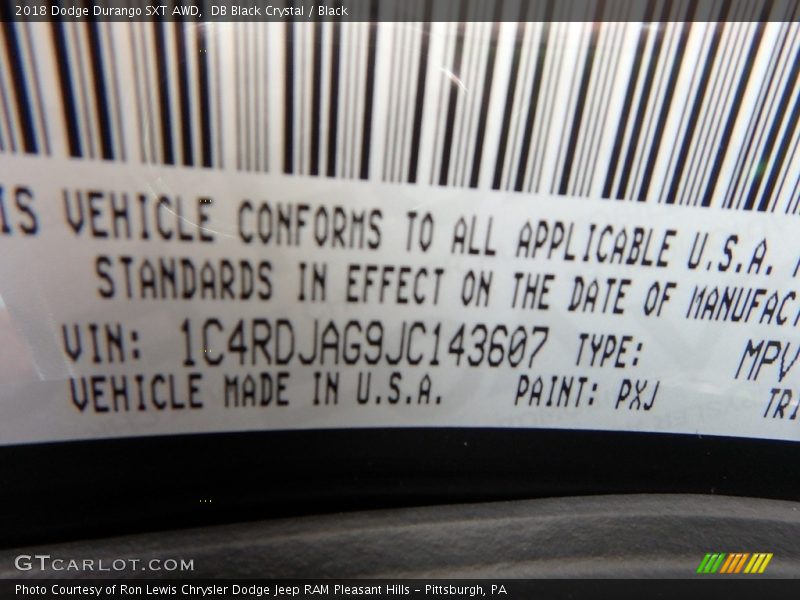 2018 Dodge Durango SXT AWD, DB Black Crystal / Black
VEHICLE CONFORMS TO ALL APPLICABLE U.S.A.
STANDARDS IN EFFECT ON THE DATE OF MANUFAC
VIN: 1C4RDJAG9JC143607 TYPE: MPV
VEHICLE MADE IN U.S.A. PAINT: PXJ TRI
GTCARLOT.COM
Photo Courtesy of Ron Lewis Chrysler Dodge Jeep RAM Pleasant Hills - Pittsburgh, PA